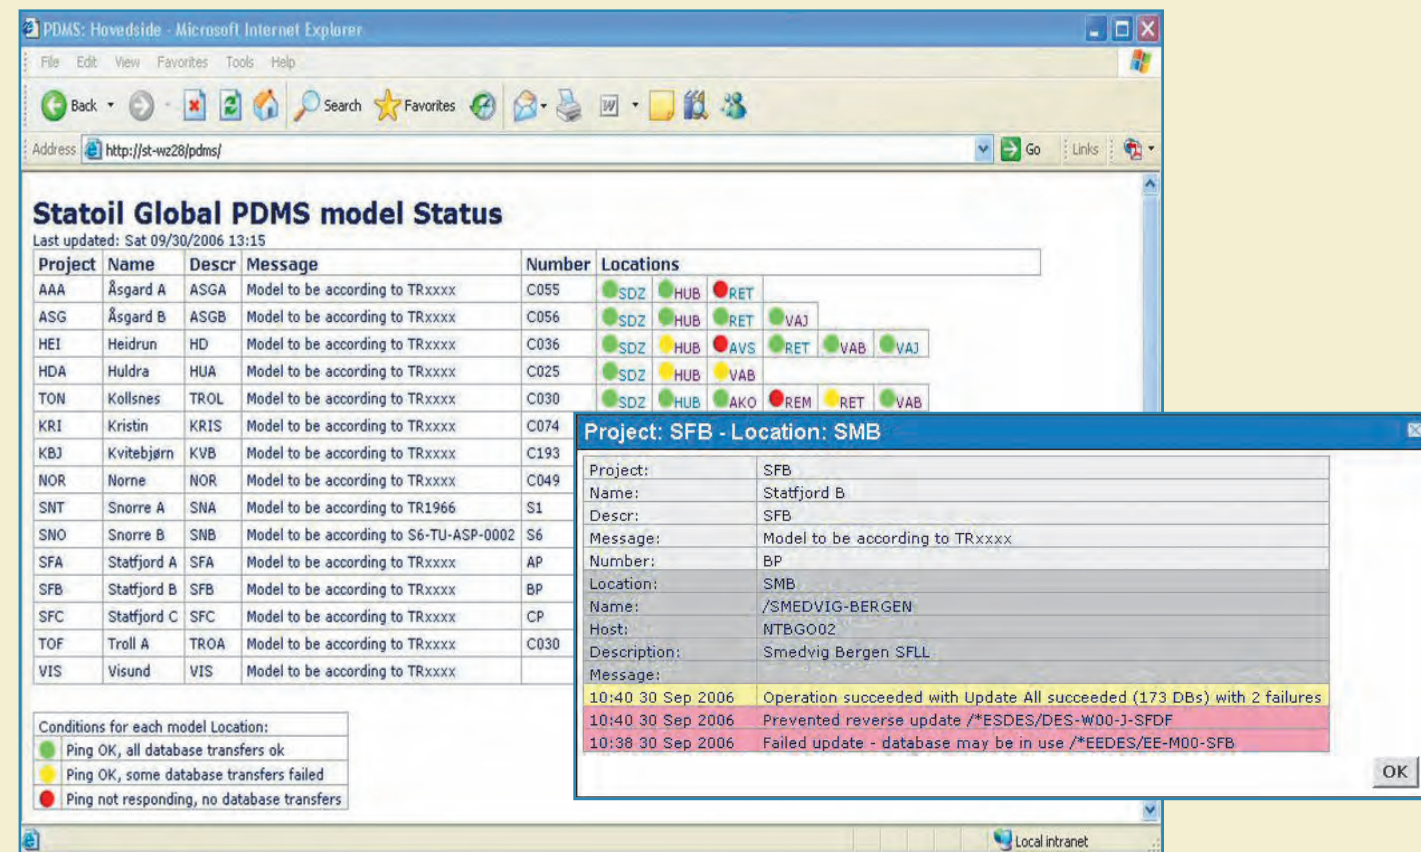 PDMS: Hovedside - Microsoft Internet Explorer
File Edit View Favorites Tools Help
Back Search Favorites
Address http://st-wz28/pdms/ Go Links
Statoil Global PDMS model Status
Last updated: Sat 09/30/2006 13:15
Project Name Descr Message Number Locations
AAA Åsgard A ASGA Model to be according to TRxxxx C055 SDZ HUB RET
ASG Åsgard B ASGB Model to be according to TRxxxx C056 SDZ HUB RET VAJ
HEI Heidrun HD Model to be according to TRxxxx C036 SDZ HUB AVS RET VAB VAJ
HDA Huldra HUA Model to be according to TRxxxx C025 SDZ HUB VAB
TON Kollsnes TROL Model to be according to TRxxxx C030 SDZ HUB AKO REM RET VAB
KRI Kristin KRIS Model to be according to TRxxxx C074
KBJ Kvitebjørn KVB Model to be according to TRxxxx C193
NOR Norne NOR Model to be according to TRxxxx C049
SNT Snorre A SNA Model to be according to TR1966 S1
SNO Snorre B SNB Model to be according to S6-TU-ASP-0002 S6
SFA Statfjord A SFA Model to be according to TRxxxx AP
SFB Statfjord B SFB Model to be according to TRxxxx BP
SFC Statfjord C SFC Model to be according to TRxxxx CP
TOF Troll A TROA Model to be according to TRxxxx C030
VIS Visund VIS Model to be according to TRxxxx
Conditions for each model Location:
Ping OK, all database transfers ok
Ping OK, some database transfers failed
Ping not responding, no database transfers
Project: SFB - Location: SMB
Project: SFB
Name: Statfjord B
Descr: SFB
Message: Model to be according to TRxxxx
Number: BP
Location: SMB
Name: /SMEDVIG-BERGEN
Host: NTBGO02
Description: Smedvig Bergen SFLL
Message:
10:40 30 Sep 2006 Operation succeeded with Update All succeeded (173 DBs) with 2 failures
10:40 30 Sep 2006 Prevented reverse update /*ESDES/DES-W00-J-SFDF
10:38 30 Sep 2006 Failed update - database may be in use /*EEDES/EE-M00-SFB
OK
Local intranet